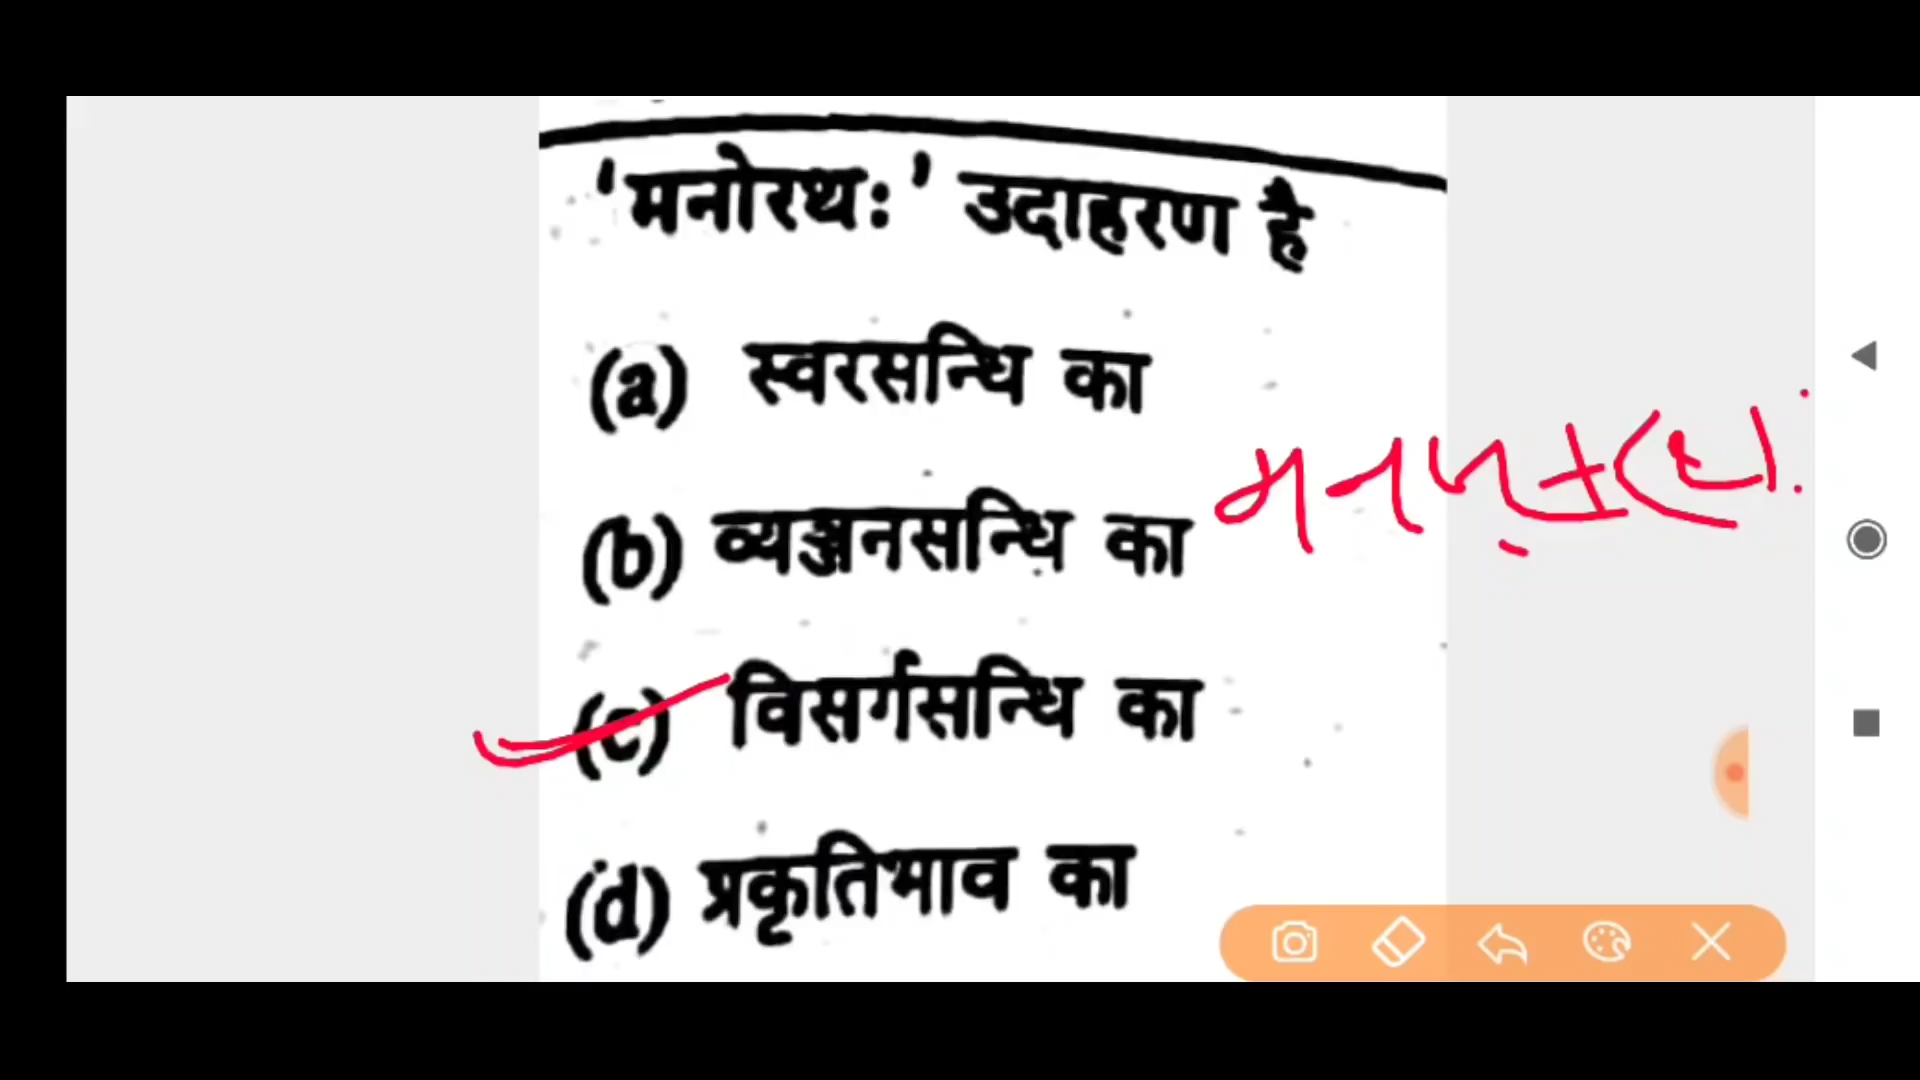 'मनोरथः' उदाहरण है
(a) स्वरसन्धि का
(b) व्यञ्जनसन्धि का
(c) विसर्गसन्धि का
(d) प्रकृतिभाव का